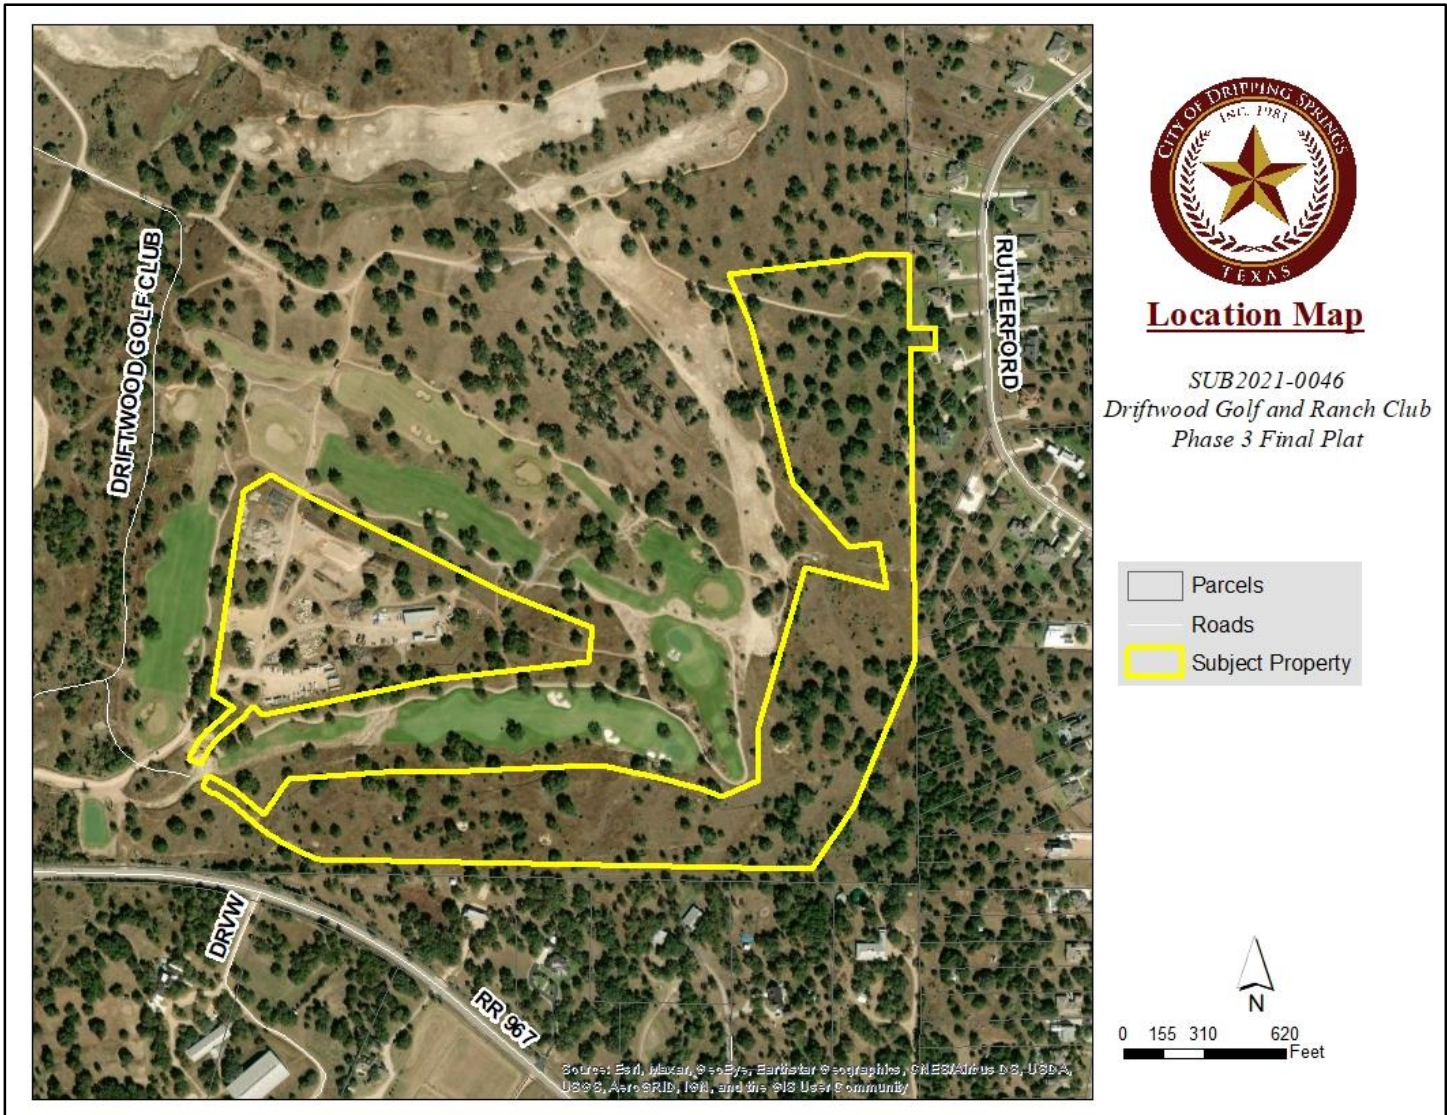 CITY OF DRIPPING SPRINGS
INC. 1981
TEXAS
Location Map
SUB2021-0046
Driftwood Golf and Ranch Club
Phase 3 Final Plat
DRIFTWOOD GOLF CLUB
RUTHERFORD
DRVW
RR 967
Parcels
Roads
Subject Property
N
0 155 310 620
Feet
Source: Esri, Maxar, GeoEye, Earthstar Geographics, CNES/Airbus DS, USDA,
USGS, AeroGRID, IGN, and the GIS User Community